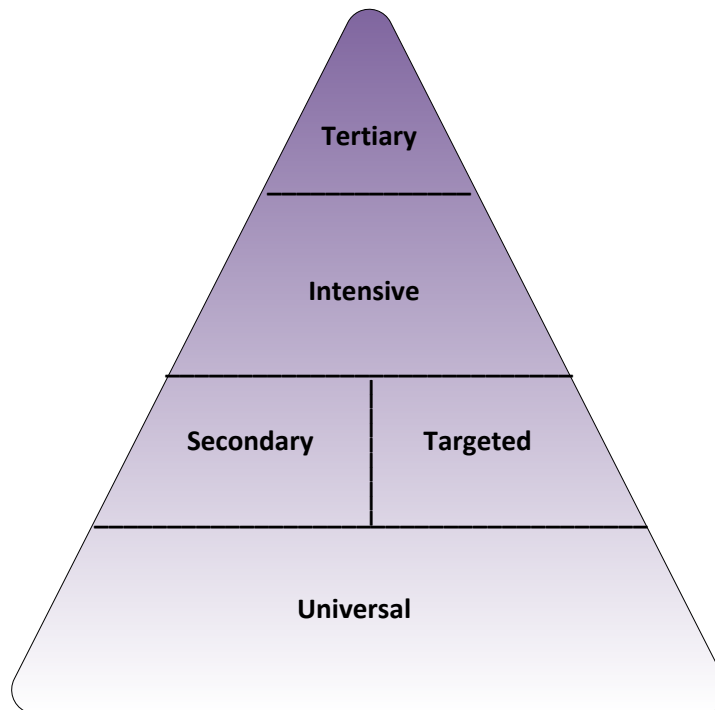 Tertiary
Intensive
Secondary
Targeted
Universal